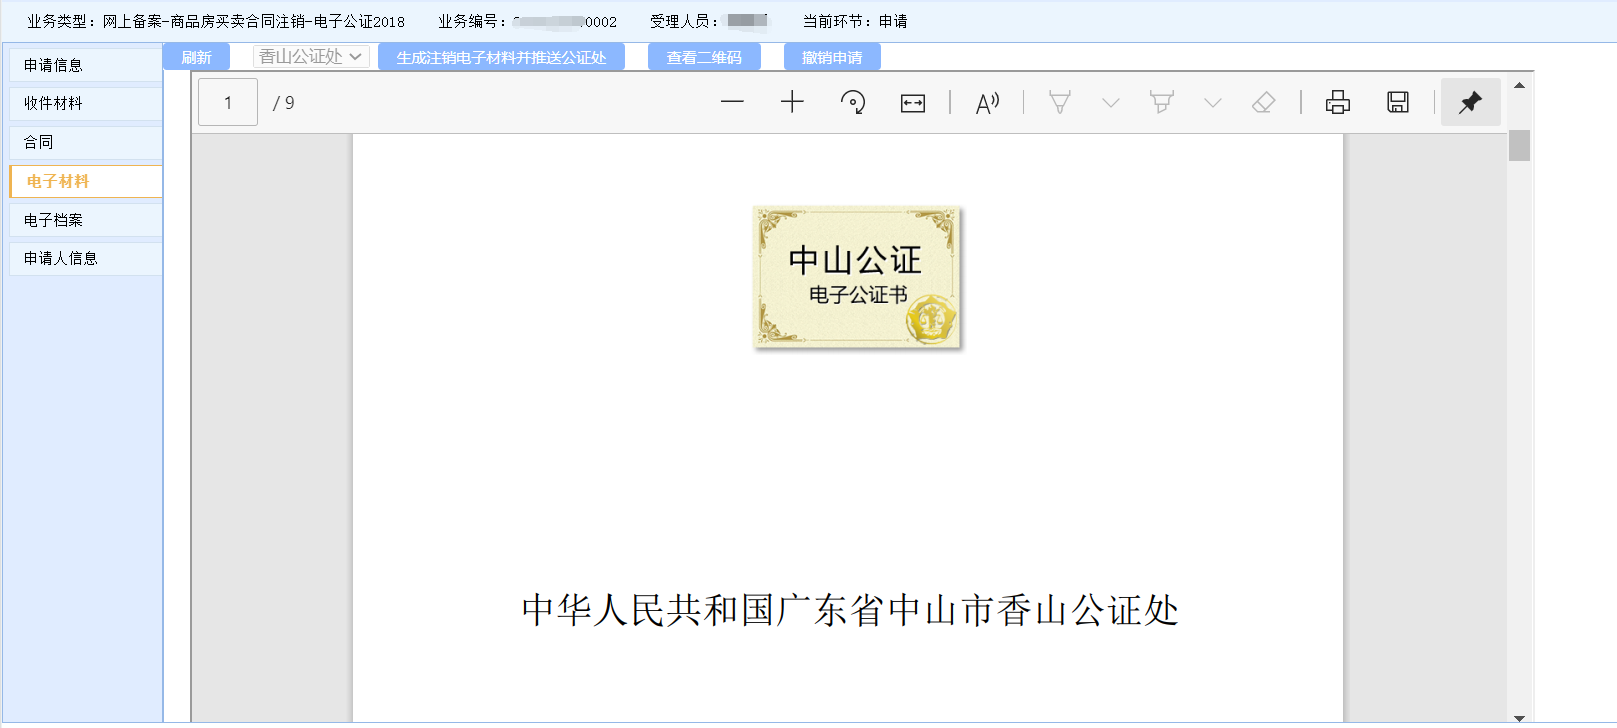 业务类型：网上备案-商品房买卖合同注销-电子公证2018 业务编号：0002 受理人员： 当前环节：申请
刷新 香山公证处 生成注销电子材料并推送公证处 查看二维码 撤销申请
申请信息
收件材料
合同
电子材料
电子档案
申请人信息
1 / 9
中山公证
电子公证书
中华人民共和国广东省中山市香山公证处